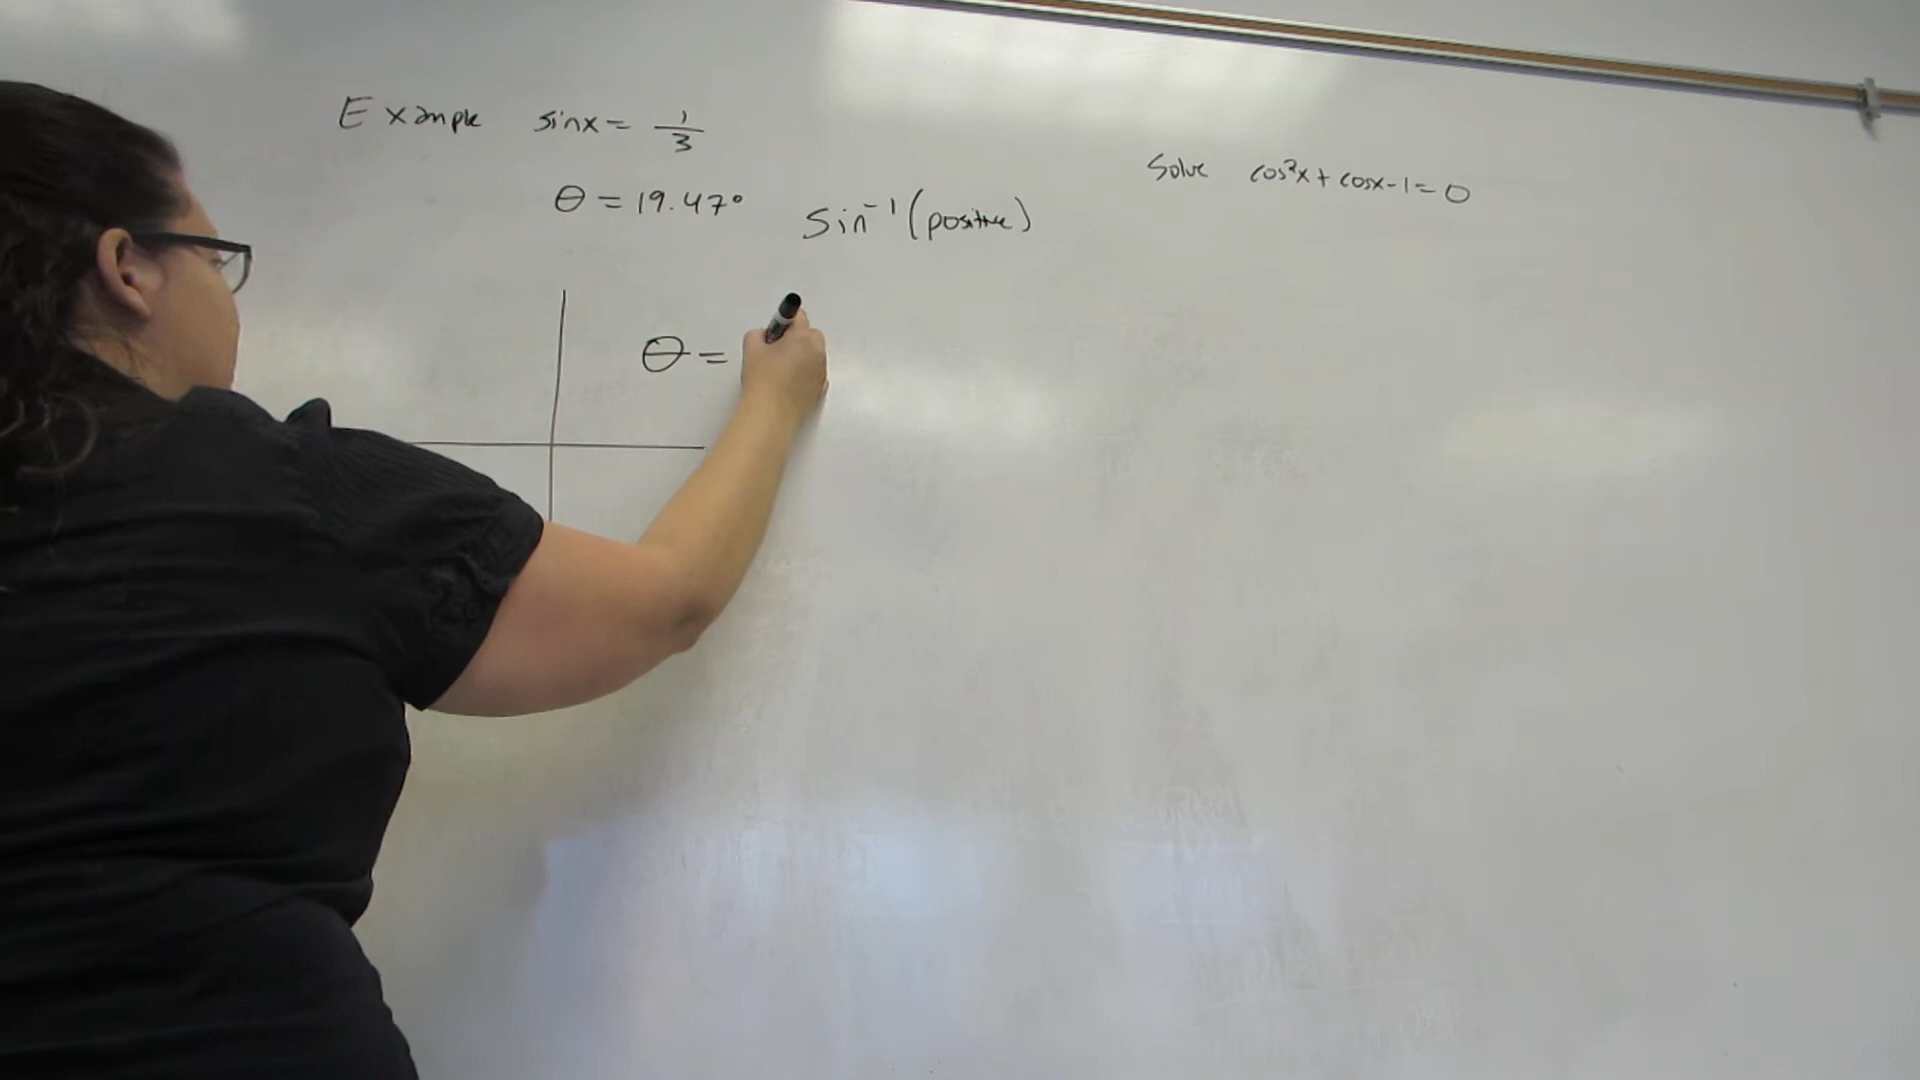 Example sinx = 1/3
θ = 19.47° sin⁻¹(positive)
θ =
Solve cos²x + cosx - 1 = 0